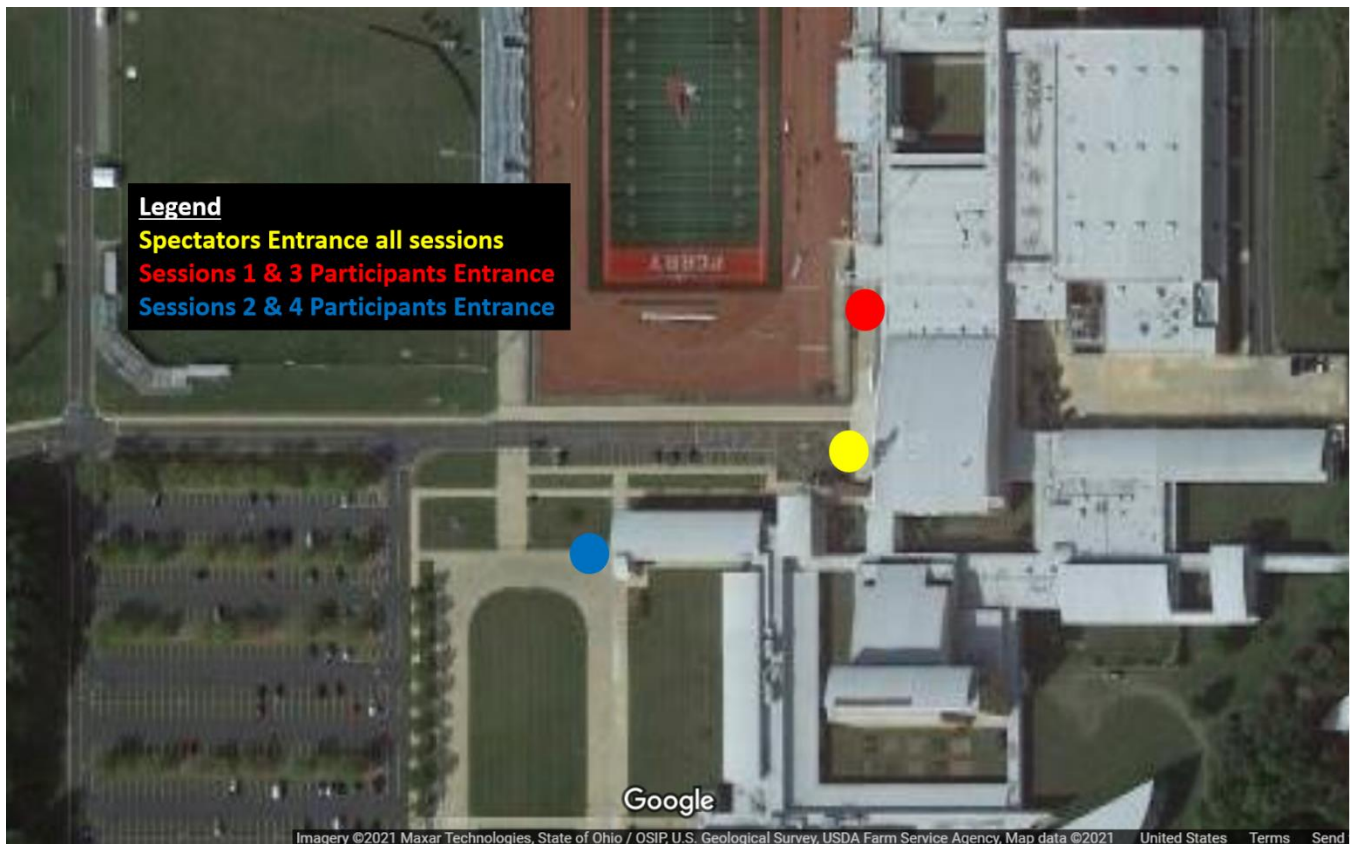 PERRY
Legend
Spectators Entrance all sessions
Sessions 1 & 3 Participants Entrance
Sessions 2 & 4 Participants Entrance
Google
Imagery ©2021 Maxar Technologies, State of Ohio / OSIP, U.S. Geological Survey, USDA Farm Service Agency, Map data ©2021 United States Terms Send